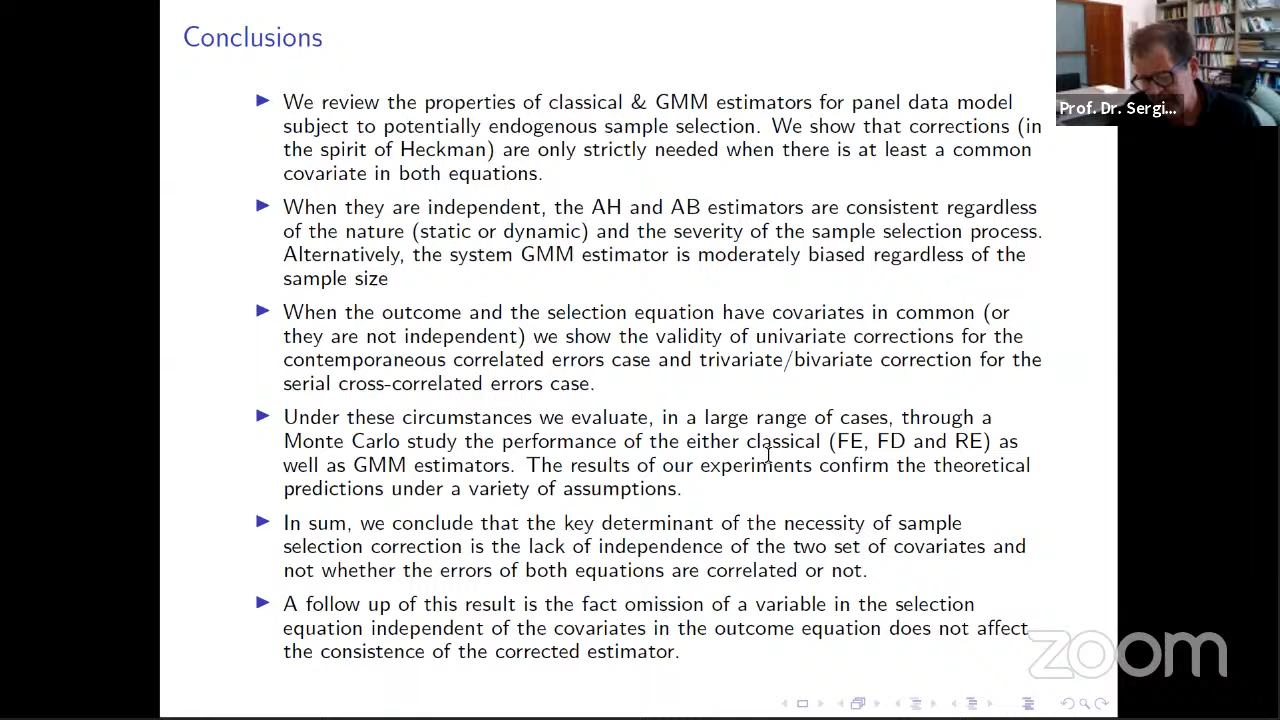 Conclusions
We review the properties of classical & GMM estimators for panel data model
subject to potentially endogenous sample selection. We show that corrections (in
the spirit of Heckman) are only strictly needed when there is at least a common
covariate in both equations.
When they are independent, the AH and AB estimators are consistent regardless
of the nature (static or dynamic) and the severity of the sample selection process.
Alternatively, the system GMM estimator is moderately biased regardless of the
sample size
When the outcome and the selection equation have covariates in common (or
they are not independent) we show the validity of univariate corrections for the
contemporaneous correlated errors case and trivariate/bivariate correction for the
serial cross-correlated errors case.
Under these circumstances we evaluate, in a large range of cases, through a
Monte Carlo study the performance of the either classical (FE, FD and RE) as
well as GMM estimators. The results of our experiments confirm the theoretical
predictions under a variety of assumptions.
In sum, we conclude that the key determinant of the necessity of sample
selection correction is the lack of independence of the two set of covariates and
not whether the errors of both equations are correlated or not.
A follow up of this result is the fact omission of a variable in the selection
equation independent of the covariates in the outcome equation does not affect
the consistence of the corrected estimator.
Prof. Dr. Sergi...
zoom